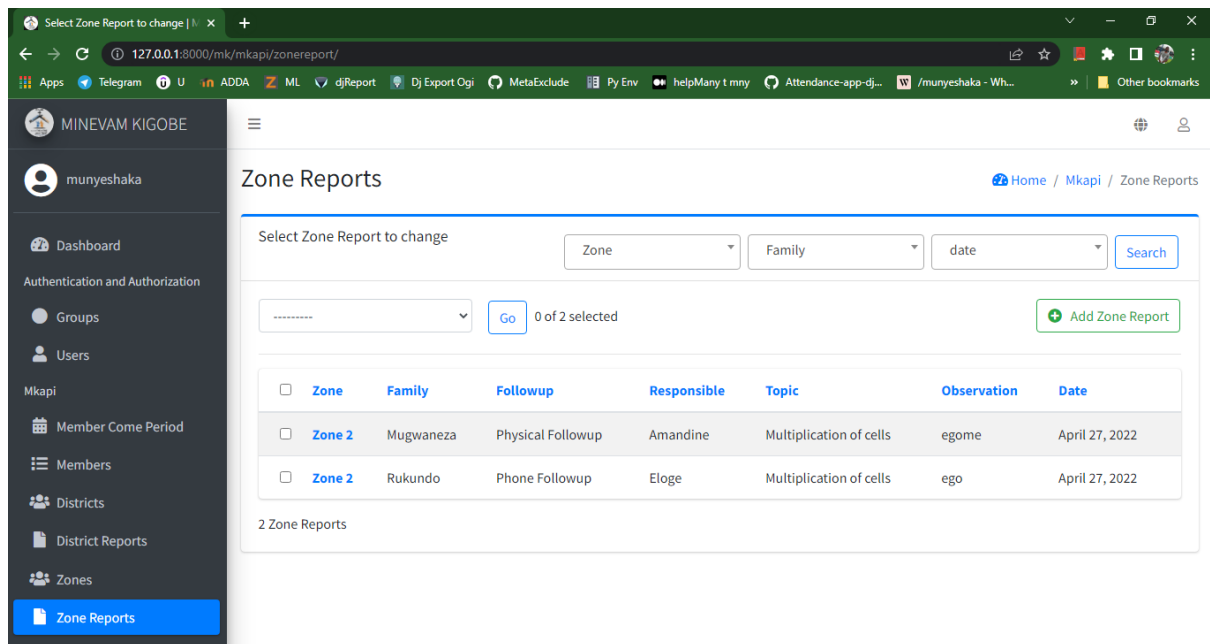 Select Zone Report to change | M
127.0.0.1:8000/mk/mkapi/zonereport/
Apps Telegram U ADDA ML djReport Dj Export Ogi MetaExclude Py Env helpMany t mny Attendance-app-dj... /munyeshaka - Wh... » Other bookmarks
MINEVAM KIGOBE
munyeshaka
Dashboard
Authentication and Authorization
Groups
Users
Mkapi
Member Come Period
Members
Districts
District Reports
Zones
Zone Reports
Zone Reports
Home / Mkapi / Zone Reports
Select Zone Report to change
Zone Family date Search
--------- Go 0 of 2 selected Add Zone Report
Zone Family Followup Responsible Topic Observation Date
Zone 2 Mugwaneza Physical Followup Amandine Multiplication of cells egome April 27, 2022
Zone 2 Rukundo Phone Followup Eloge Multiplication of cells ego April 27, 2022
2 Zone Reports